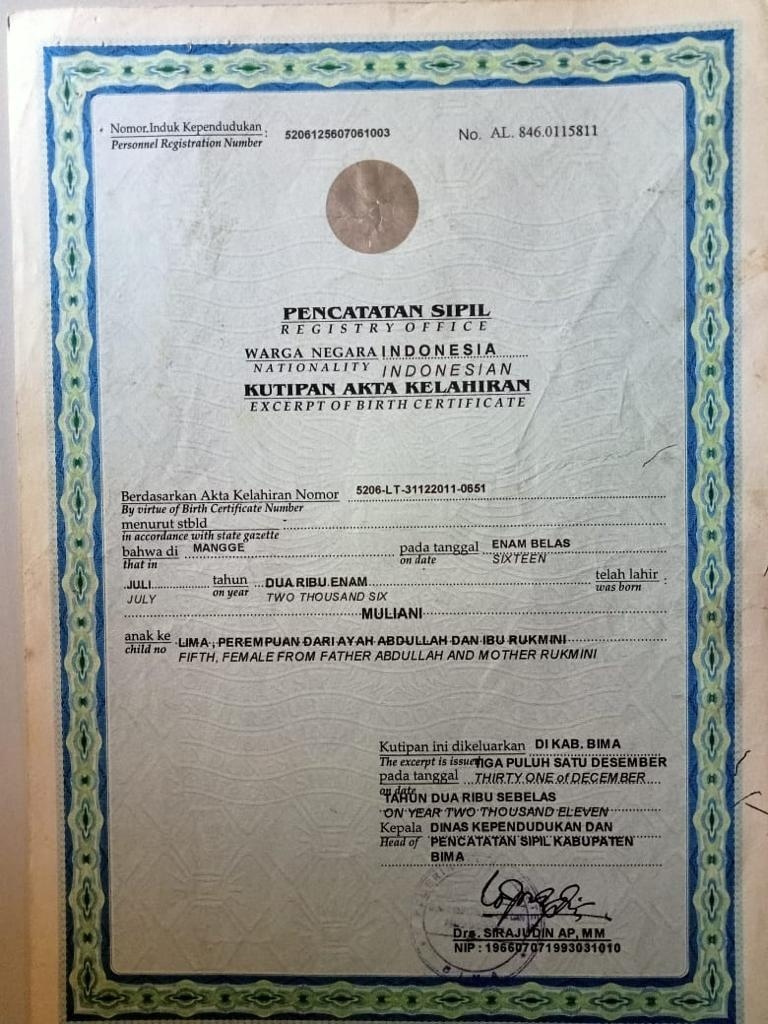 Nomor Induk Kependudukan : 5206125607061003 No. AL. 846.0115811
Personnel Registration Number
PENCATATAN SIPIL
REGISTRY OFFICE
WARGA NEGARA INDONESIA
NATIONALITY INDONESIAN
KUTIPAN AKTA KELAHIRAN
EXCERPT OF BIRTH CERTIFICATE
Berdasarkan Akta Kelahiran Nomor 5206-LT-31122011-0651
By virtue of Birth Certificate Number
menurut stbld
in accordance with state gazette
bahwa di MANGGE pada tanggal ENAM BELAS
that in on date SIXTEEN
JULI tahun DUA RIBU ENAM telah lahir :
JULY on year TWO THOUSAND SIX was born
MULIANI
anak ke LIMA, PEREMPUAN DARI AYAH ABDULLAH DAN IBU RUKMINI
child no FIFTH, FEMALE FROM FATHER ABDULLAH AND MOTHER RUKMINI
Kutipan ini dikeluarkan DI KAB. BIMA
The excerpt is issued TIGA PULUH SATU DESEMBER
pada tanggal THIRTY ONE of DECEMBER
on date TAHUN DUA RIBU SEBELAS
ON YEAR TWO THOUSAND ELEVEN
Kepala DINAS KEPENDUDUKAN DAN
Head of PENCATATAN SIPIL KABUPATEN
BIMA
Drs. SIRAJUDIN AP, MM
NIP : 196607071993031010
BIMA